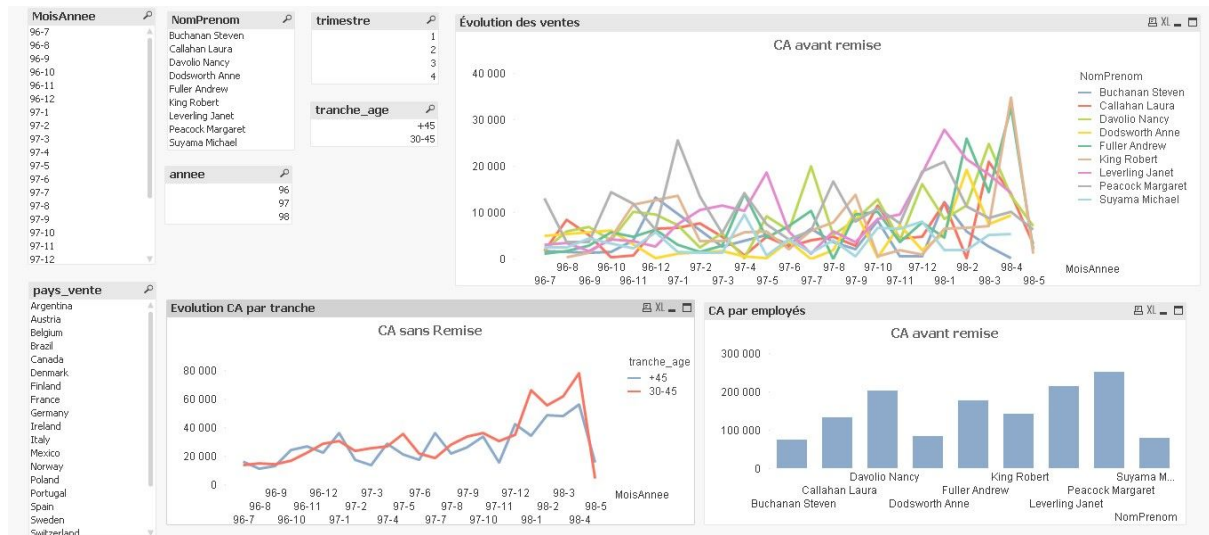 MoisAnnee
96-7
96-8
96-9
96-10
96-11
96-12
97-1
97-2
97-3
97-4
97-5
97-6
97-7
97-8
97-9
97-10
97-11
97-12
NomPrenom
Buchanan Steven
Callahan Laura
Davolio Nancy
Dodsworth Anne
Fuller Andrew
King Robert
Leverling Janet
Peacock Margaret
Suyama Michael
annee
96
97
98
trimestre
1
2
3
4
tranche_age
+45
30-45
Évolution des ventes
XL
CA avant remise
40 000
30 000
20 000
10 000
0
96-8 96-10 96-12 97-2 97-4 97-6 97-8 97-10 97-12 98-2 98-4
MoisAnnee
96-7 96-9 96-11 97-1 97-3 97-5 97-7 97-9 97-11 98-1 98-3 98-5
NomPrenom
Buchanan Steven
Callahan Laura
Davolio Nancy
Dodsworth Anne
Fuller Andrew
King Robert
Leverling Janet
Peacock Margaret
Suyama Michael
pays_vente
Argentina
Austria
Belgium
Brazil
Canada
Denmark
Finland
France
Germany
Ireland
Italy
Mexico
Norway
Poland
Portugal
Spain
Sweden
Switzerland
Evolution CA par tranche
XL
CA sans Remise
80 000
60 000
40 000
20 000
0
96-9 96-12 97-3 97-6 97-9 97-12 98-3
MoisAnnee
96-8 96-11 97-2 97-5 97-8 97-11 98-2 98-5
96-7 96-10 97-1 97-4 97-7 97-10 98-1 98-4
tranche_age
+45
30-45
CA par employés
XL
CA avant remise
300 000
200 000
100 000
0
Davolio Nancy King Robert Suyama M...
Callahan Laura Fuller Andrew Peacock Margaret
Buchanan Steven Dodsworth Anne Leverling Janet
NomPrenom